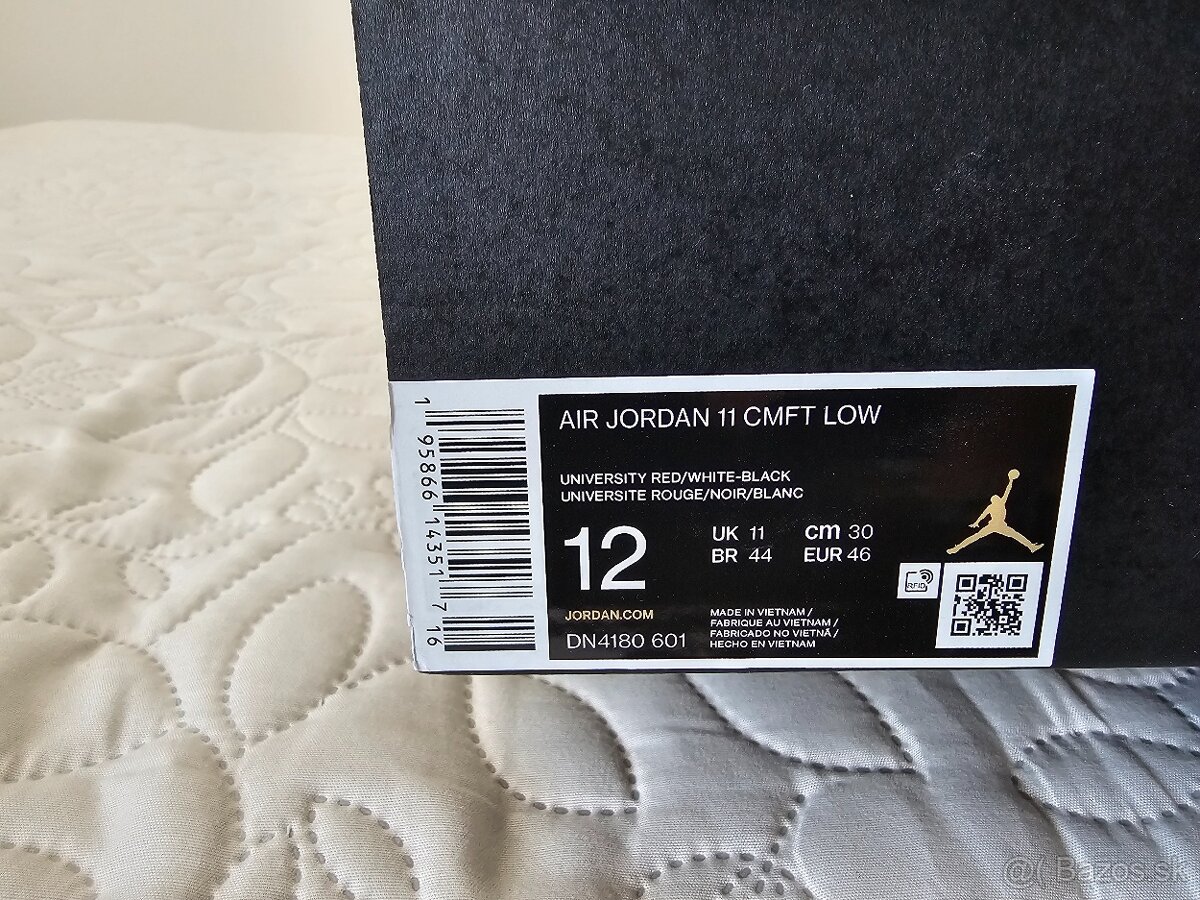 AIR JORDAN 11 CMFT LOW
UNIVERSITY RED/WHITE-BLACK
UNIVERSITE ROUGE/NOIR/BLANC
12
UK 11 cm 30
BR 44 EUR 46
RFID
JORDAN.COM
DN4180 601
MADE IN VIETNAM /
FABRIQUE AU VIETNAM /
FABRICADO NO VIETNÃ /
HECHO EN VIETNAM
1 95866 14351 7 16
@( Bazos.sk